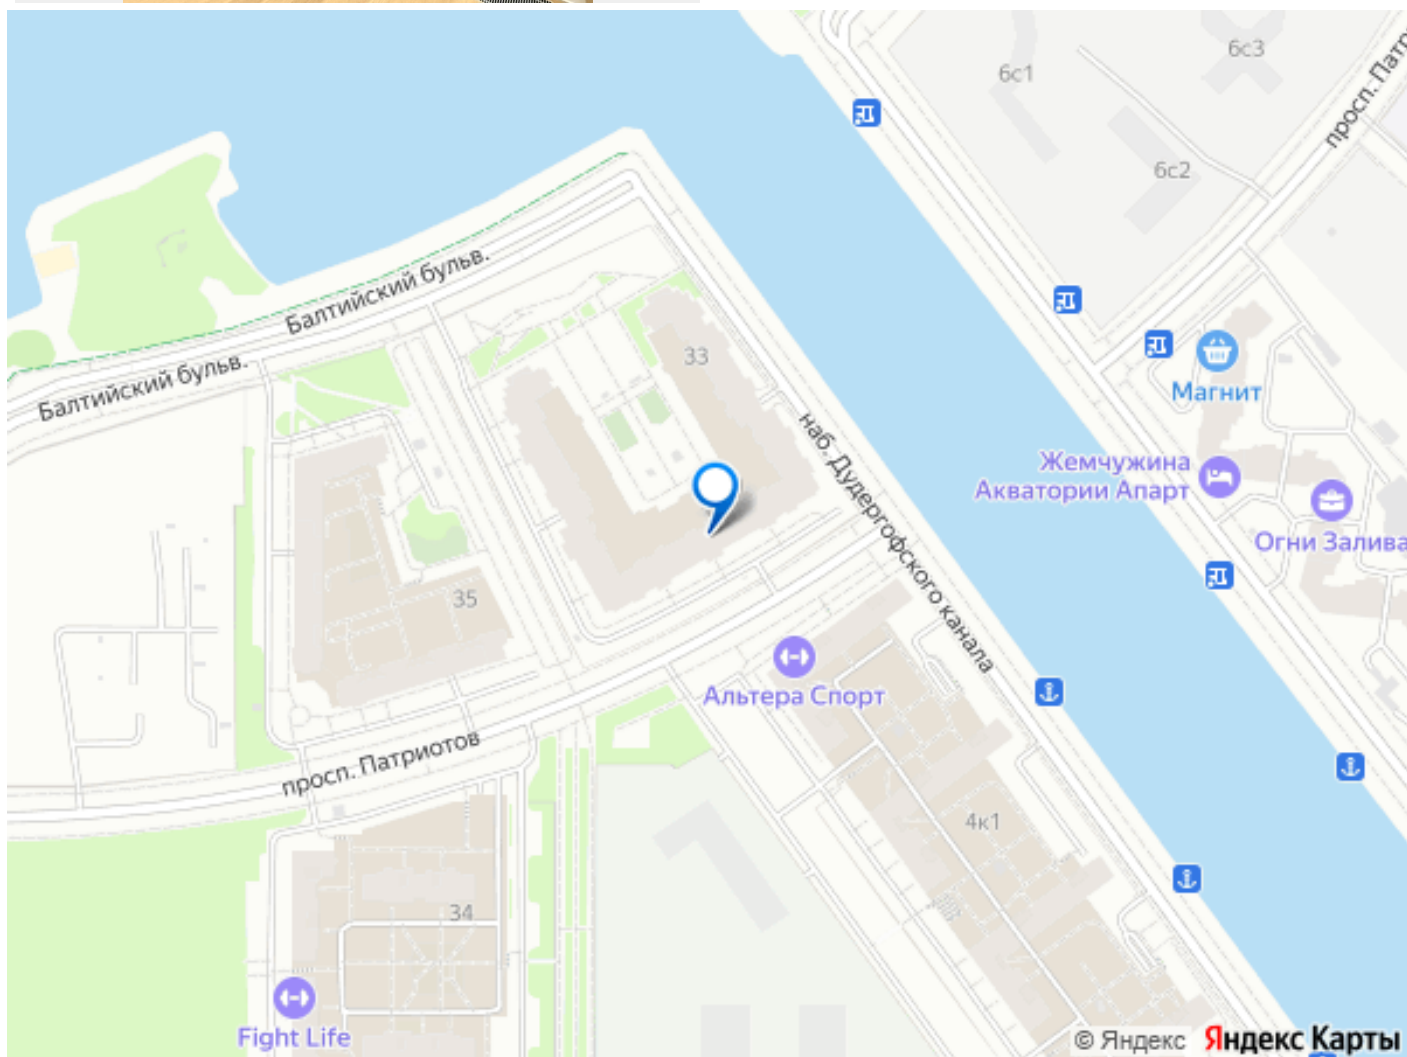 6с3
6с1
просп. Патр
6с2
Балтийский бульв.
Балтийский бульв.
33
Магнит
наб. Дудергофского канала
Жемчужина
Акватории Апарт
Огни Залива
35
Альтера Спорт
просп. Патриотов
4к1
34
Fight Life
© Яндекс Яндекс Карты